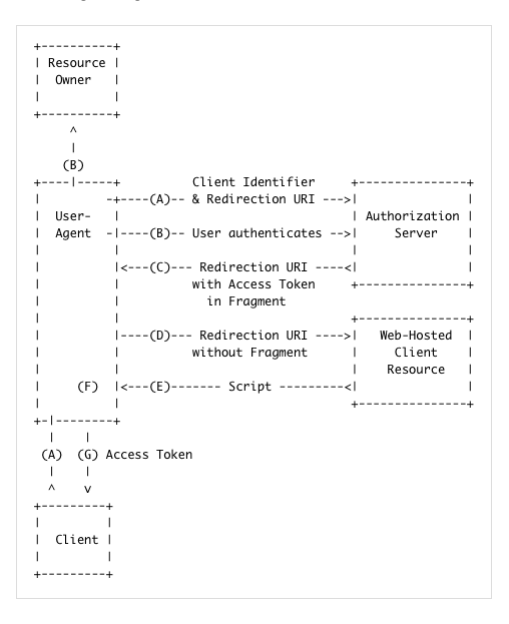 +----------+
| Resource |
|  Owner   |
|          |
+----------+
     ^
     |
    (B)
+----|-----+          Client Identifier     +---------------+
|         -+----(A)-- & Redirection URI --->|               |
|  User-   |                                | Authorization |
|  Agent  -|----(B)-- User authenticates -->|     Server    |
|          |                                |               |
|          |<---(C)--- Redirection URI ----<|               |
|          |          with Access Token     +---------------+
|          |            in Fragment
|          |                                +---------------+
|          |----(D)--- Redirection URI ---->|   Web-Hosted  |
|          |          without Fragment      |     Client    |
|          |                                |    Resource   |
|     (F)  |<---(E)------- Script ---------<|               |
|          |                                +---------------+
+-|--------+
  |    |
 (A)  (G) Access Token
  |    |
  ^    v
+---------+
|         |
|  Client |
|         |
+---------+